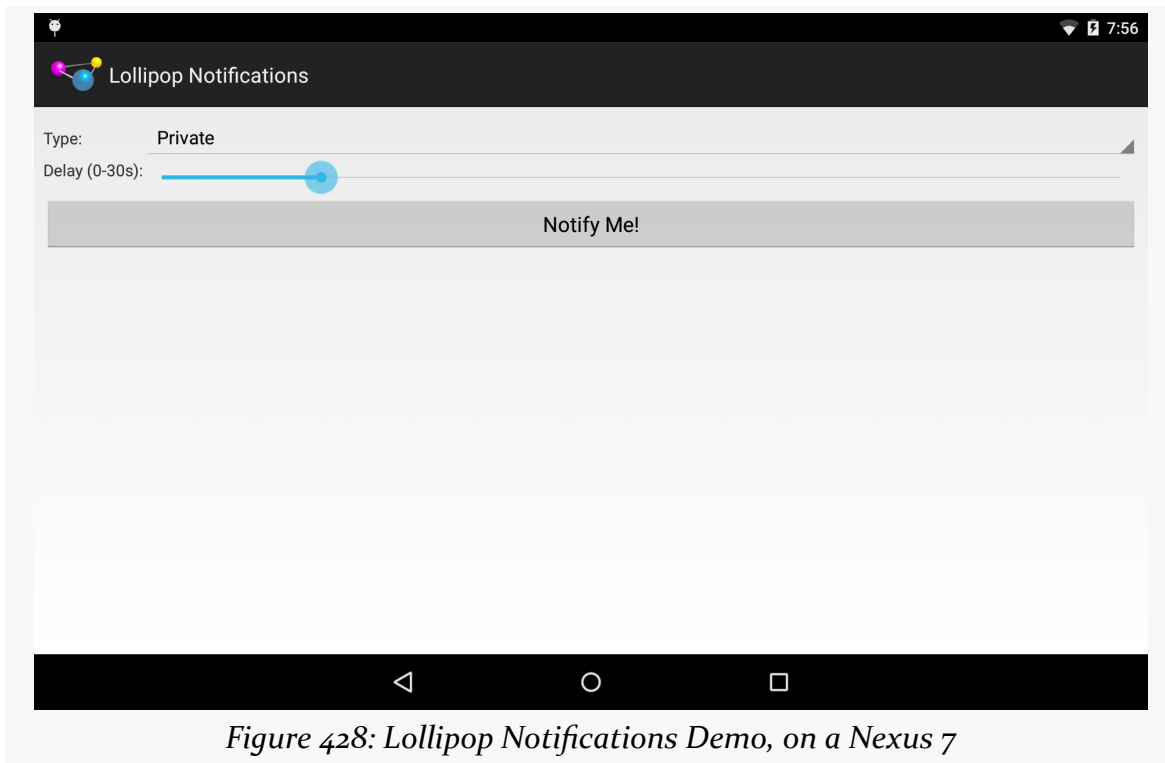 7:56
Lollipop Notifications
Type: Private
Delay (0-30s):
Notify Me!
Figure 428: Lollipop Notifications Demo, on a Nexus 7